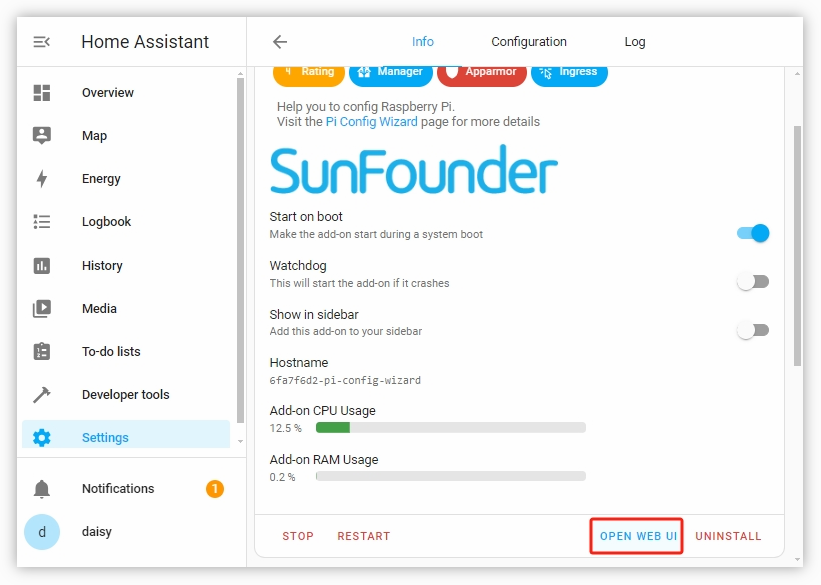 Home Assistant
Info
Configuration
Log
Overview
Map
Energy
Logbook
History
Media
To-do lists
Developer tools
Settings
Notifications
1
d
daisy
Rating
Manager
Apparmor
Ingress
Help you to config Raspberry Pi.
Visit the Pi Config Wizard page for more details
SunFounder
Start on boot
Make the add-on start during a system boot
Watchdog
This will start the add-on if it crashes
Show in sidebar
Add this add-on to your sidebar
Hostname
6fa7f6d2-pi-config-wizard
Add-on CPU Usage
12.5 %
Add-on RAM Usage
0.2 %
STOP
RESTART
OPEN WEB UI
UNINSTALL